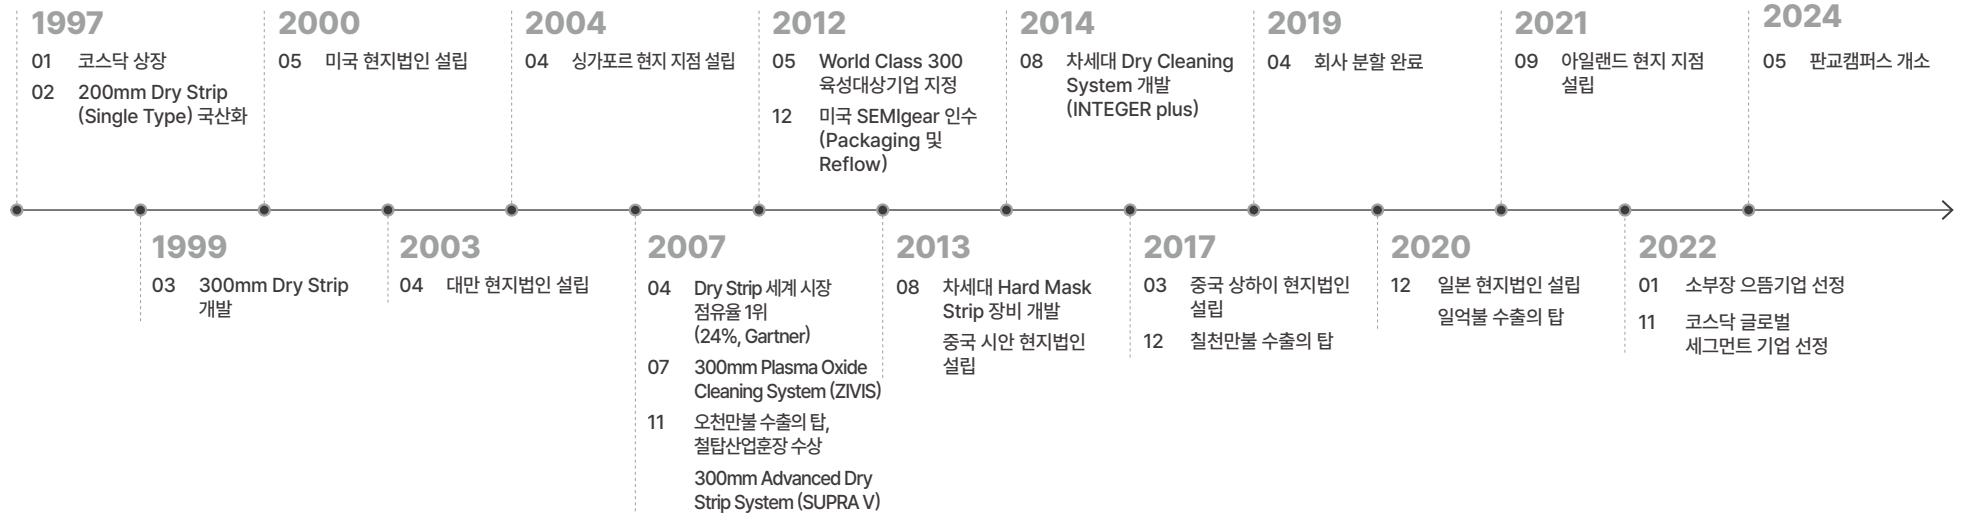 1997
01 코스닥 상장
02 200mm Dry Strip
(Single Type) 국산화
1999
03 300mm Dry Strip
개발
2000
05 미국 현지법인 설립
2003
04 대만 현지법인 설립
2004
04 싱가포르 현지 지점 설립
2007
04 Dry Strip 세계 시장
점유율 1위
(24%, Gartner)
07 300mm Plasma Oxide
Cleaning System (ZIVIS)
11 오천만불 수출의 탑,
철탑산업훈장 수상
300mm Advanced Dry
Strip System (SUPRA V)
2012
05 World Class 300
육성대상기업 지정
12 미국 SEMIgear 인수
(Packaging 및
Reflow)
2013
08 차세대 Hard Mask
Strip 장비 개발
중국 시안 현지법인
설립
2014
08 차세대 Dry Cleaning
System 개발
(INTEGER plus)
2017
03 중국 상하이 현지법인
설립
12 칠천만불 수출의 탑
2019
04 회사 분할 완료
2020
12 일본 현지법인 설립
일억불 수출의 탑
2021
09 아일랜드 현지 지점
설립
2022
01 소부장 으뜸기업 선정
11 코스닥 글로벌
세그먼트 기업 선정
2024
05 판교캠퍼스 개소